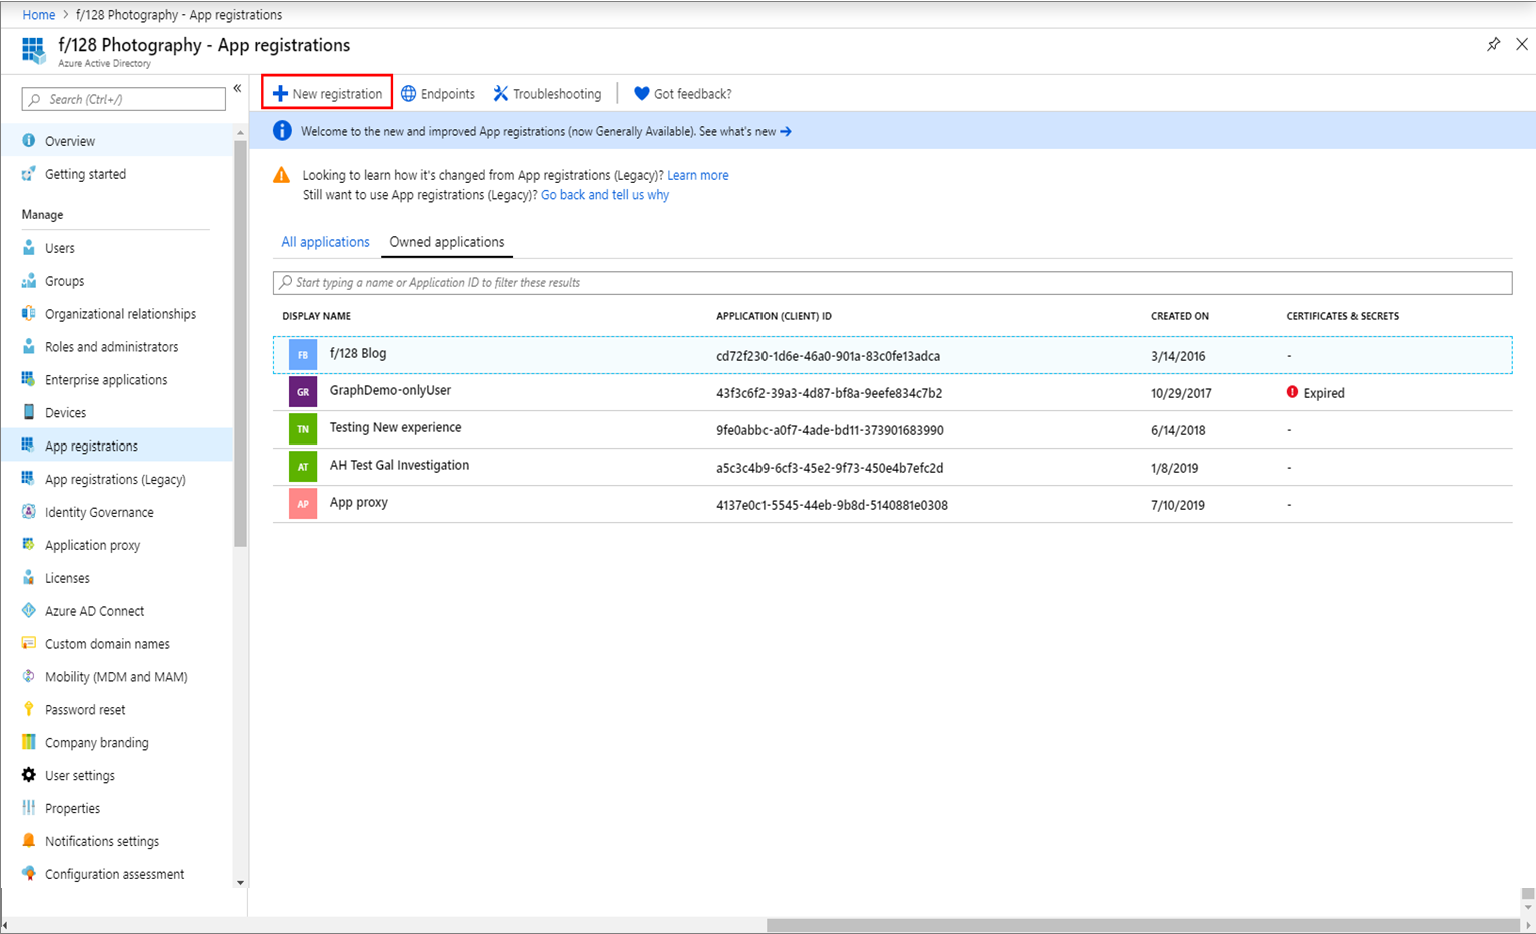 Home > f/128 Photography - App registrations
f/128 Photography - App registrations
Azure Active Directory
Search (Ctrl+/)
«
Overview
Getting started
Manage
Users
Groups
Organizational relationships
Roles and administrators
Enterprise applications
Devices
App registrations
App registrations (Legacy)
Identity Governance
Application proxy
Licenses
Azure AD Connect
Custom domain names
Mobility (MDM and MAM)
Password reset
Company branding
User settings
Properties
Notifications settings
Configuration assessment
New registration Endpoints Troubleshooting Got feedback?
Welcome to the new and improved App registrations (now Generally Available). See what's new →
Looking to learn how it's changed from App registrations (Legacy)? Learn more
Still want to use App registrations (Legacy)? Go back and tell us why
All applications Owned applications
Start typing a name or Application ID to filter these results
DISPLAY NAME APPLICATION (CLIENT) ID CREATED ON CERTIFICATES & SECRETS
FB f/128 Blog cd72f230-1d6e-46a0-901a-83c0fe13adca 3/14/2016 -
GR GraphDemo-onlyUser 43f3c6f2-39a3-4d87-bf8a-9eefe834c7b2 10/29/2017 Expired
TN Testing New experience 9fe0abbc-a0f7-4ade-bd11-373901683990 6/14/2018 -
AT AH Test Gal Investigation a5c3c4b9-6cf3-45e2-9f73-450e4b7efc2d 1/8/2019 -
AP App proxy 4137e0c1-5545-44eb-9b8d-5140881e0308 7/10/2019 -